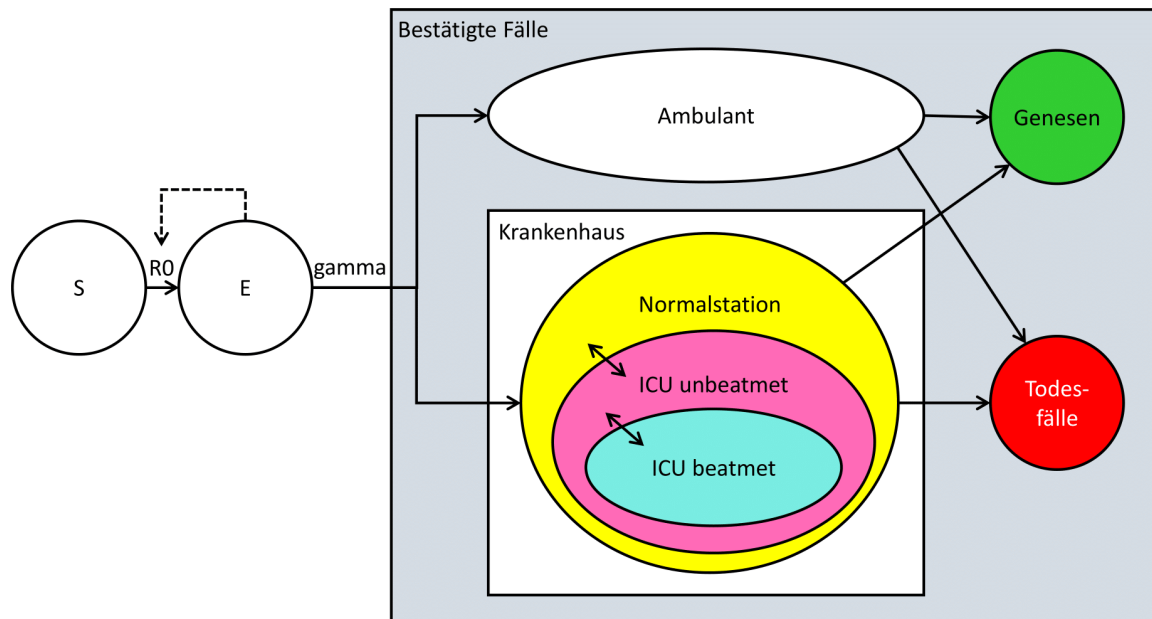 Bestätigte Fälle
Ambulant
Genesen
Krankenhaus
R0
gamma
S
E
Normalstation
ICU unbeatmet
Todes-
fälle
ICU beatmet